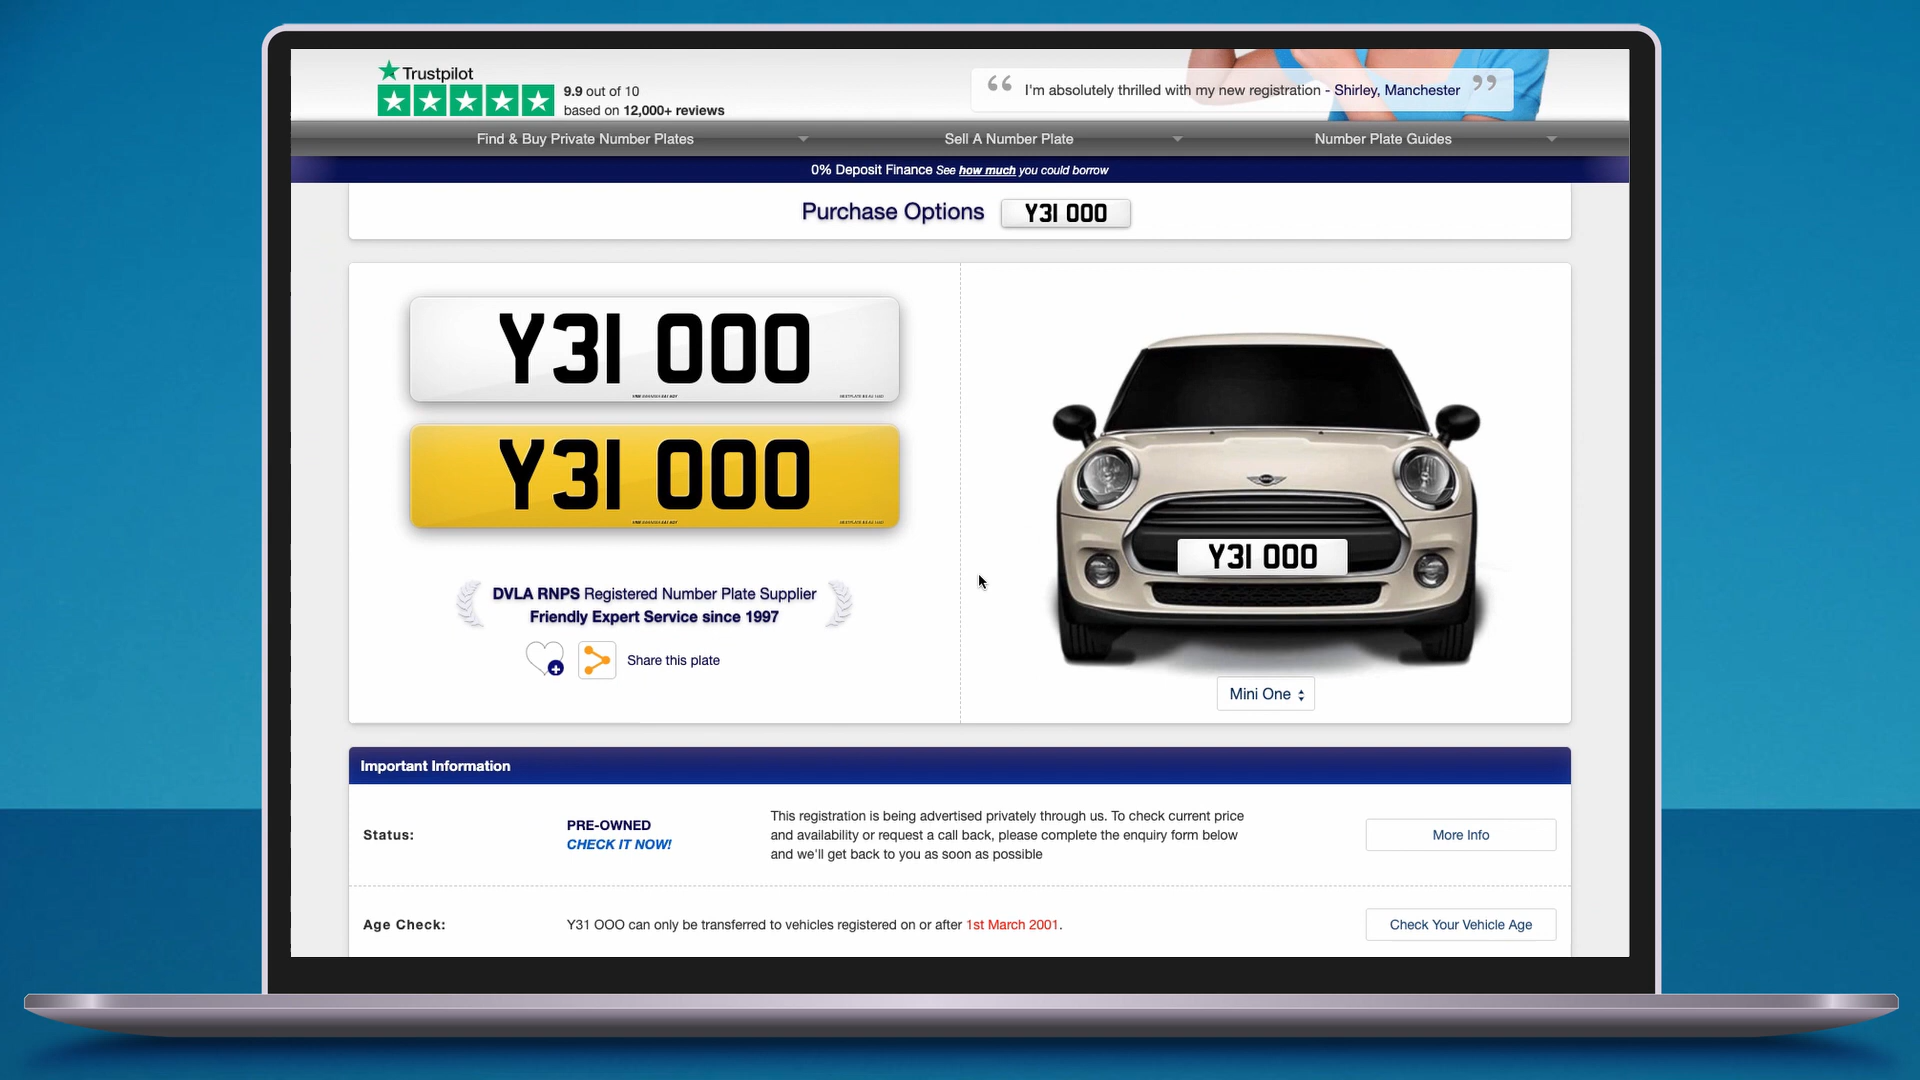 Trustpilot
9.9 out of 10
based on 12,000+ reviews
“ I'm absolutely thrilled with my new registration - Shirley, Manchester ”
Find & Buy Private Number Plates
Sell A Number Plate
Number Plate Guides
0% Deposit Finance See how much you could borrow
Purchase Options
Y31 OOO
Y31 OOO
Y31 OOO
Y31 OOO
DVLA RNPS Registered Number Plate Supplier
Friendly Expert Service since 1997
Share this plate
Mini One
Important Information
Status:
PRE-OWNED
CHECK IT NOW!
This registration is being advertised privately through us. To check current price
and availability or request a call back, please complete the enquiry form below
and we'll get back to you as soon as possible
More Info
Age Check:
Y31 OOO can only be transferred to vehicles registered on or after 1st March 2001.
Check Your Vehicle Age